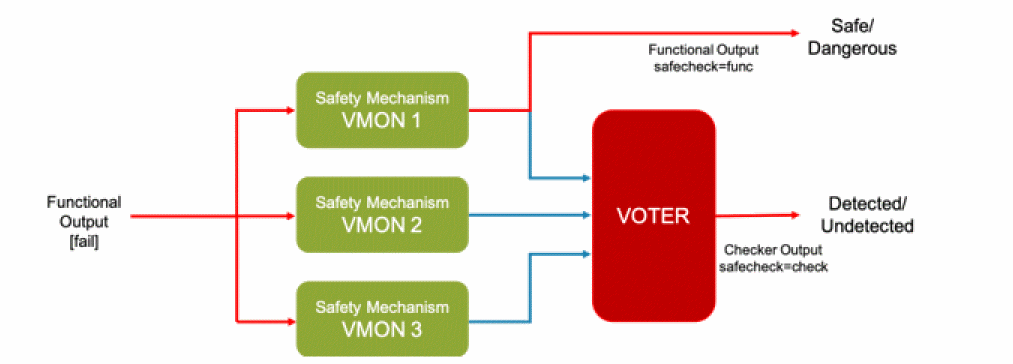 Safe/
Dangerous
Functional Output
safecheck=func
Safety Mechanism
VMON 1
Functional
Output
[fail]
Safety Mechanism
VMON 2
VOTER
Detected/
Undetected
Checker Output
safecheck=check
Safety Mechanism
VMON 3